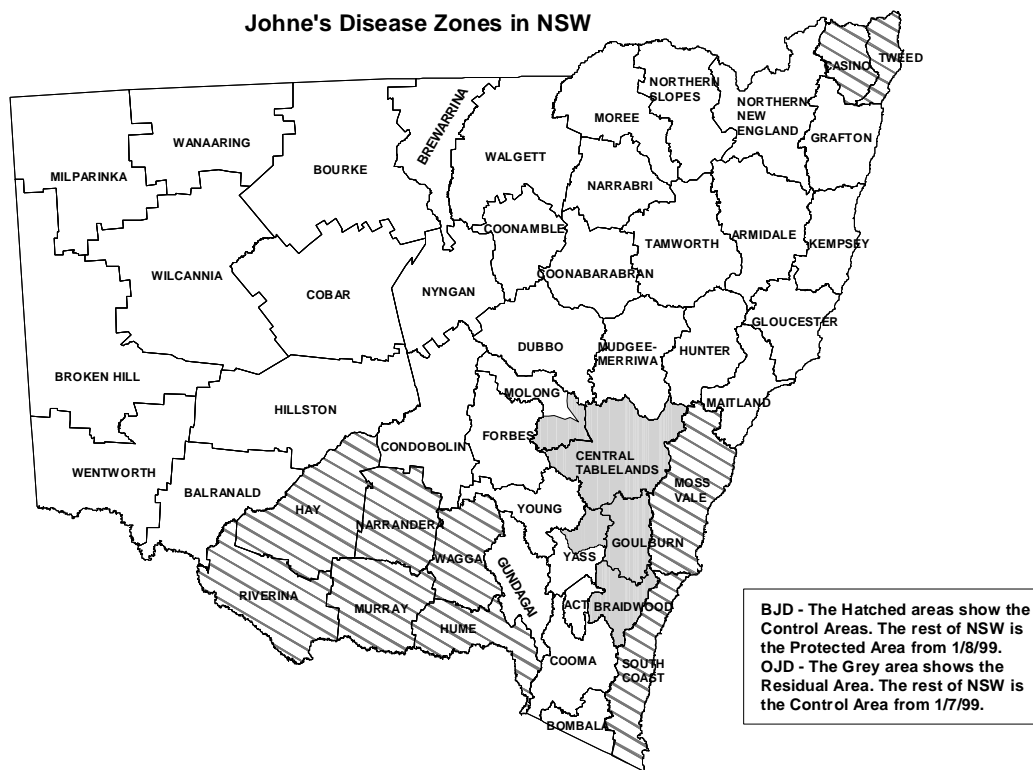 Johne's Disease Zones in NSW
CASINO
TWEED
NORTHERN
SLOPES
NORTHERN
NEW
ENGLAND
BREWARRINA
MOREE
WANAARING
GRAFTON
WALGETT
BOURKE
MILPARINKA
NARRABRI
COONAMBLE
ARMIDALE
TAMWORTH
KEMPSEY
WILCANNIA
COONABARABRAN
COBAR
NYNGAN
GLOUCESTER
DUBBO
MUDGEE-
MERRIWA
HUNTER
BROKEN HILL
MOLONG
MAITLAND
HILLSTON
FORBES
CONDOBOLIN
CENTRAL
TABLELANDS
WENTWORTH
BALRANALD
MOSS
VALE
HAY
YOUNG
NARRANDERA
GOULBURN
WAGGA
YASS
GUNDAGAI
RIVERINA
MURRAY
ACT
BRAIDWOOD
HUME
COOMA
SOUTH
COAST
BOMBALA
BJD - The Hatched areas show the
Control Areas. The rest of NSW is
the Protected Area from 1/8/99.
OJD - The Grey area shows the
Residual Area. The rest of NSW is
the Control Area from 1/7/99.